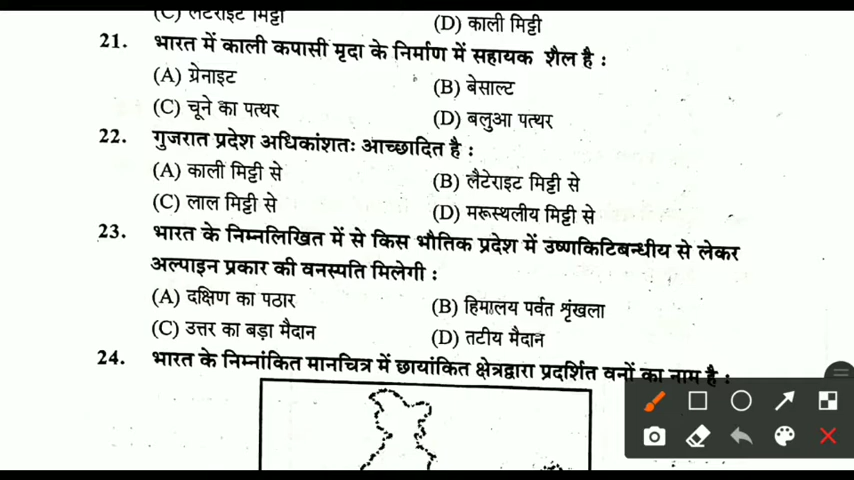 (C) लैटेराइट मिट्टी
(D) काली मिट्टी
21. भारत में काली कपासी मृदा के निर्माण में सहायक शैल है :
(A) ग्रेनाइट
(B) बेसाल्ट
(C) चूने का पत्थर
(D) बलुआ पत्थर
22. गुजरात प्रदेश अधिकांशतः आच्छादित है :
(A) काली मिट्टी से
(B) लैटेराइट मिट्टी से
(C) लाल मिट्टी से
(D) मरूस्थलीय मिट्टी से
23. भारत के निम्नलिखित में से किस भौतिक प्रदेश में उष्णकिटिबन्धीय से लेकर
अल्पाइन प्रकार की वनस्पति मिलेगी :
(A) दक्षिण का पठार
(B) हिमालय पर्वत शृंखला
(C) उत्तर का बड़ा मैदान
(D) तटीय मैदान
24. भारत के निम्नांकित मानचित्र में छायांकित क्षेत्रद्वारा प्रदर्शित वनों का नाम है :